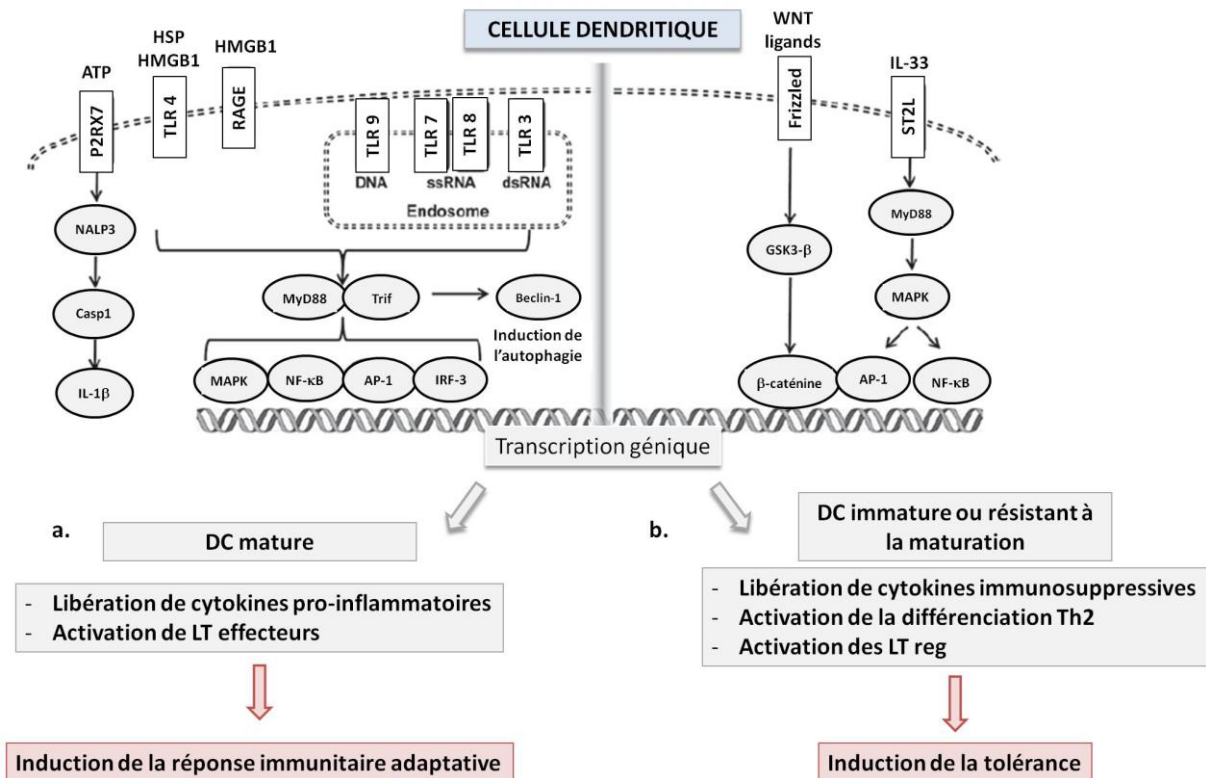 CELLULE DENDRITIQUE
ATP
HSP
HMGB1
HMGB1
P2RX7
TLR 4
RAGE
TLR 9
TLR 7
TLR 8
TLR 3
DNA
ssRNA
dsRNA
Endosome
NALP3
Casp1
IL-1β
MyD88
Trif
Beclin-1
Induction de
l'autophagie
MAPK
NF-κB
AP-1
IRF-3
WNT
ligands
Frizzled
IL-33
ST2L
GSK3-β
MyD88
MAPK
β-caténine
AP-1
NF-κB
Transcription génique
a.
DC mature
- Libération de cytokines pro-inflammatoires
- Activation de LT effecteurs
Induction de la réponse immunitaire adaptative
b.
DC immature ou résistant à
la maturation
- Libération de cytokines immunosuppressives
- Activation de la différenciation Th2
- Activation des LT reg
Induction de la tolérance